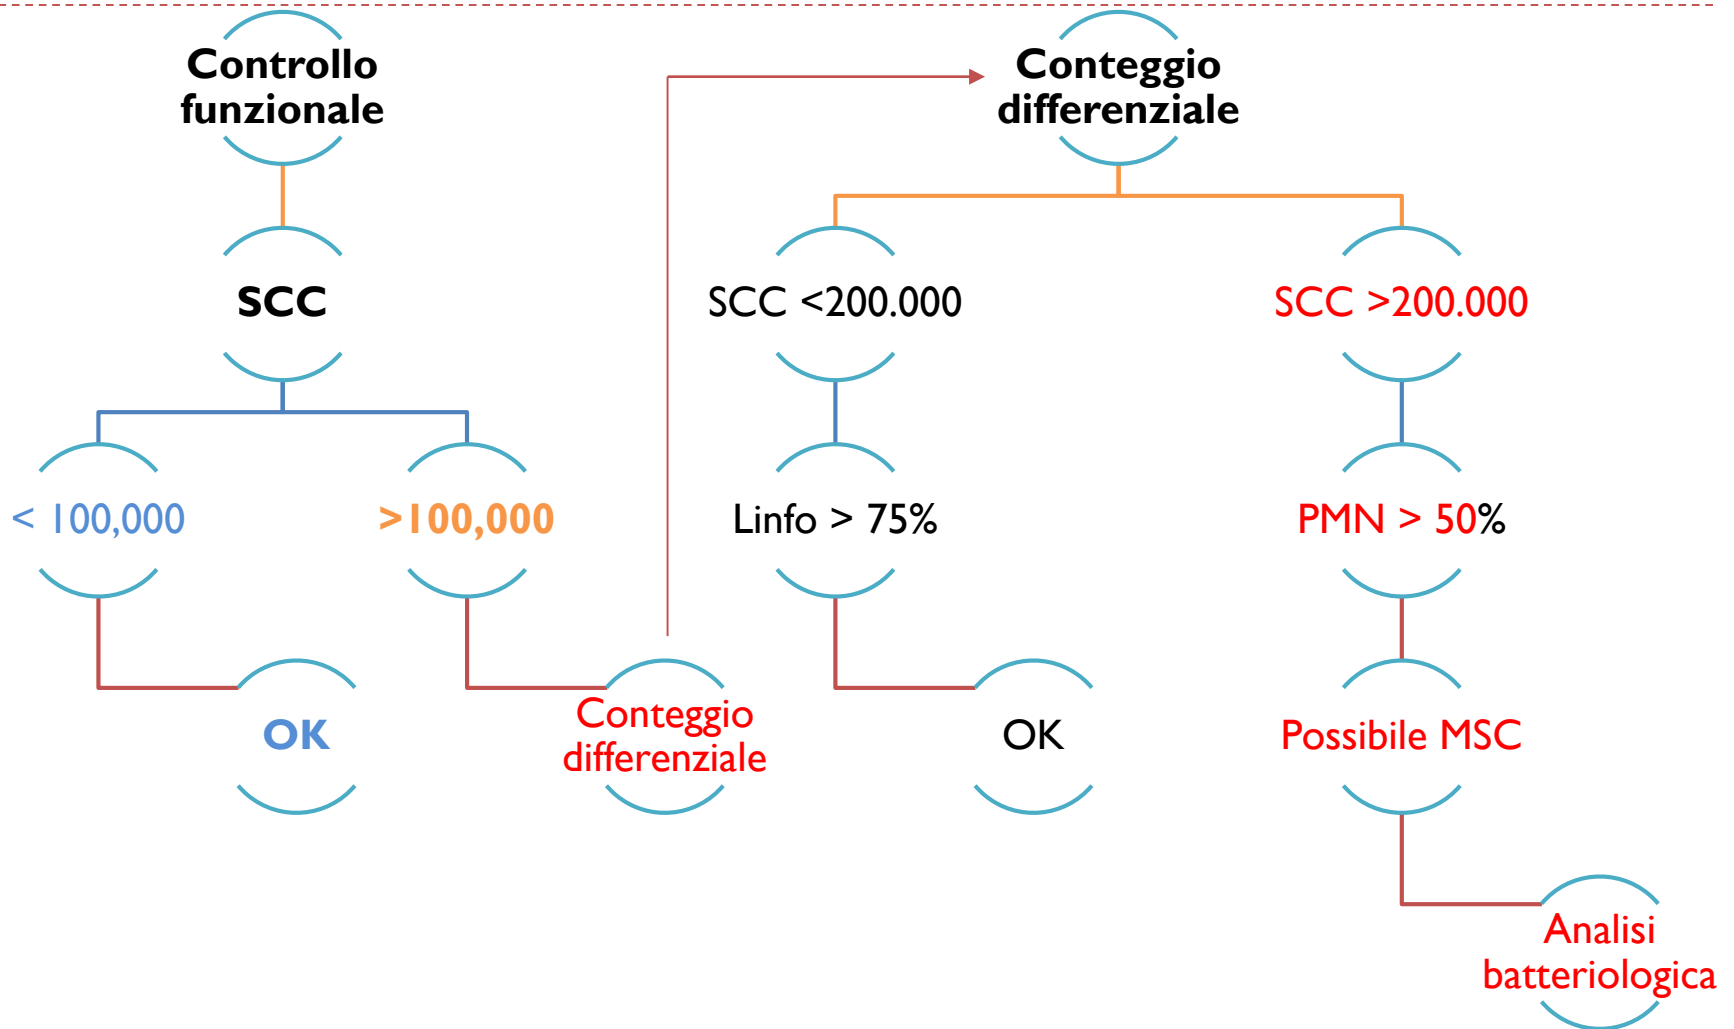 Controllo
funzionale
SCC
< 100,000
>100,000
OK
Conteggio
differenziale
Conteggio
differenziale
SCC <200.000
SCC >200.000
Linfo > 75%
PMN > 50%
OK
Possibile MSC
Analisi
batteriologica